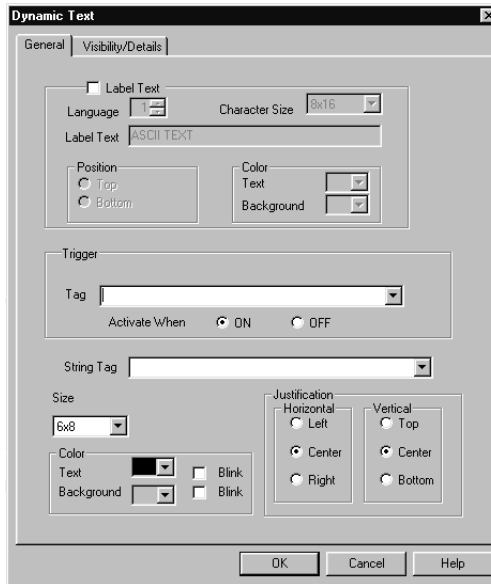 Dynamic Text
General Visibility/Details
Label Text
Language 1 Character Size 8x16
Label Text ASCII TEXT
Position Color
Top Text
Bottom Background
Trigger
Tag
Activate When ON OFF
String Tag
Size Justification
Horizontal Vertical
6x8 Left Top
Color Center Center
Text Blink
Background Blink Right Bottom
OK Cancel Help